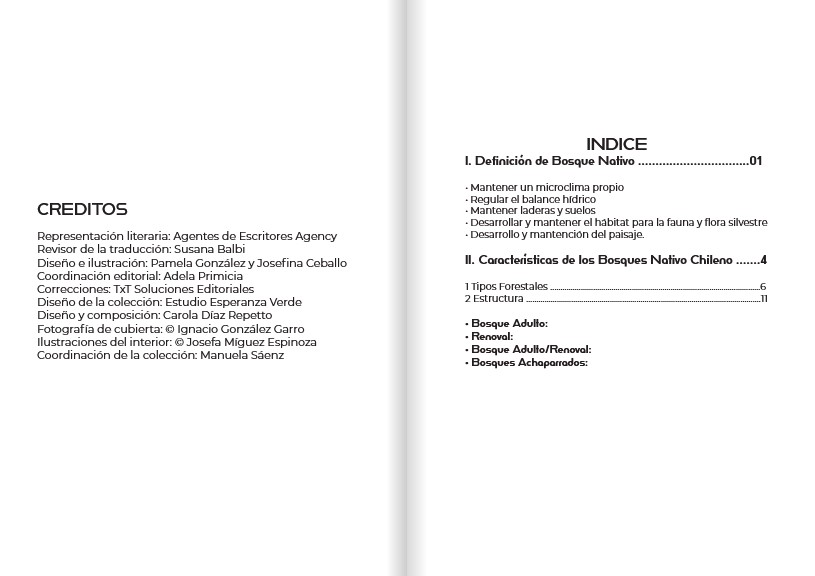 CREDITOS
Representación literaria: Agentes de Escritores Agency
Revisor de la traducción: Susana Balbi
Diseño e ilustración: Pamela González y Josefina Ceballo
Coordinación editorial: Adela Primicia
Correcciones: TxT Soluciones Editoriales
Diseño de la colección: Estudio Esperanza Verde
Diseño y composición: Carola Díaz Repetto
Fotografía de cubierta: © Ignacio González Garro
Ilustraciones del interior: © Josefa Míguez Espinoza
Coordinación de la colección: Manuela Sáenz
INDICE
I. Definición de Bosque Nativo ................................01
· Mantener un microclima propio
· Regular el balance hídrico
· Mantener laderas y suelos
· Desarrollar y mantener el hábitat para la fauna y flora silvestre
· Desarrollo y mantención del paisaje.
II. Características de los Bosques Nativo Chileno .......4
1 Tipos Forestales ................................................................................6
2 Estructura ..........................................................................................11
• Bosque Adulto:
• Renoval:
• Bosque Adulto/Renoval:
• Bosques Achaparrados: